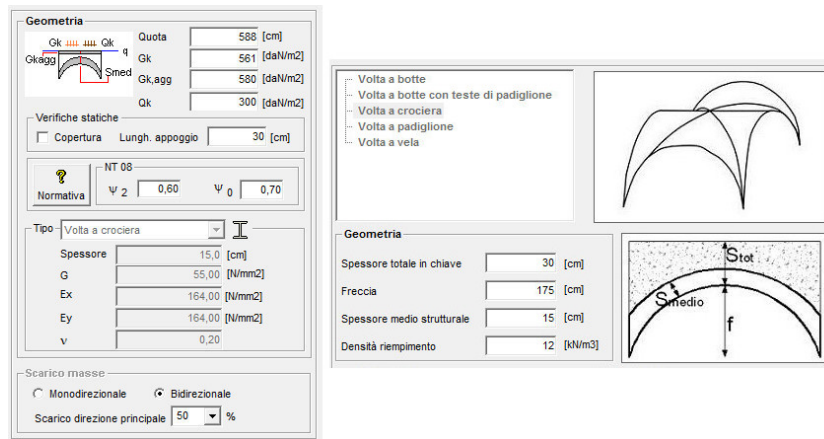 Geometria
Gk Qk q
Gkagg
Smed
Quota 588 [cm]
Gk 561 [daN/m2]
Gk,agg 580 [daN/m2]
Qk 300 [daN/m2]
Verifiche statiche
Copertura Lungh. appoggio 30 [cm]
? Normativa
NT 08
Ψ 2 0,60 Ψ 0 0,70
Tipo Volta a crociera
Spessore 15,0 [cm]
G 55,00 [N/mm2]
Ex 164,00 [N/mm2]
Ey 164,00 [N/mm2]
ν 0,20
Scarico masse
Monodirezionale Bidirezionale
Scarico direzione principale 50 %
Volta a botte
Volta a botte con teste di padiglione
Volta a crociera
Volta a padiglione
Volta a vela
Geometria
Spessore totale in chiave 30 [cm]
Freccia 175 [cm]
Spessore medio strutturale 15 [cm]
Densità riempimento 12 [kN/m3]
Stot
Smedio
f